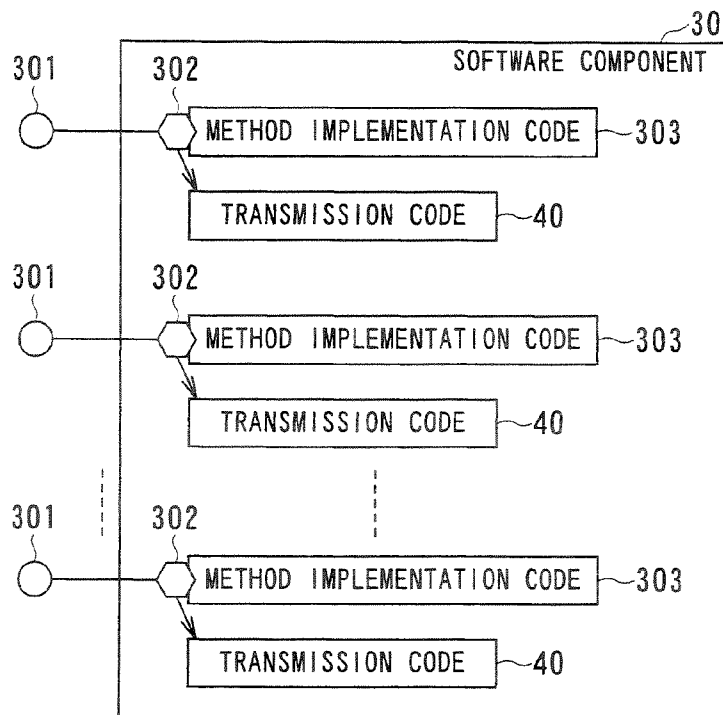 30
SOFTWARE COMPONENT
301 302
METHOD IMPLEMENTATION CODE 303
TRANSMISSION CODE 40
301 302
METHOD IMPLEMENTATION CODE 303
TRANSMISSION CODE 40
301 302
METHOD IMPLEMENTATION CODE 303
TRANSMISSION CODE 40